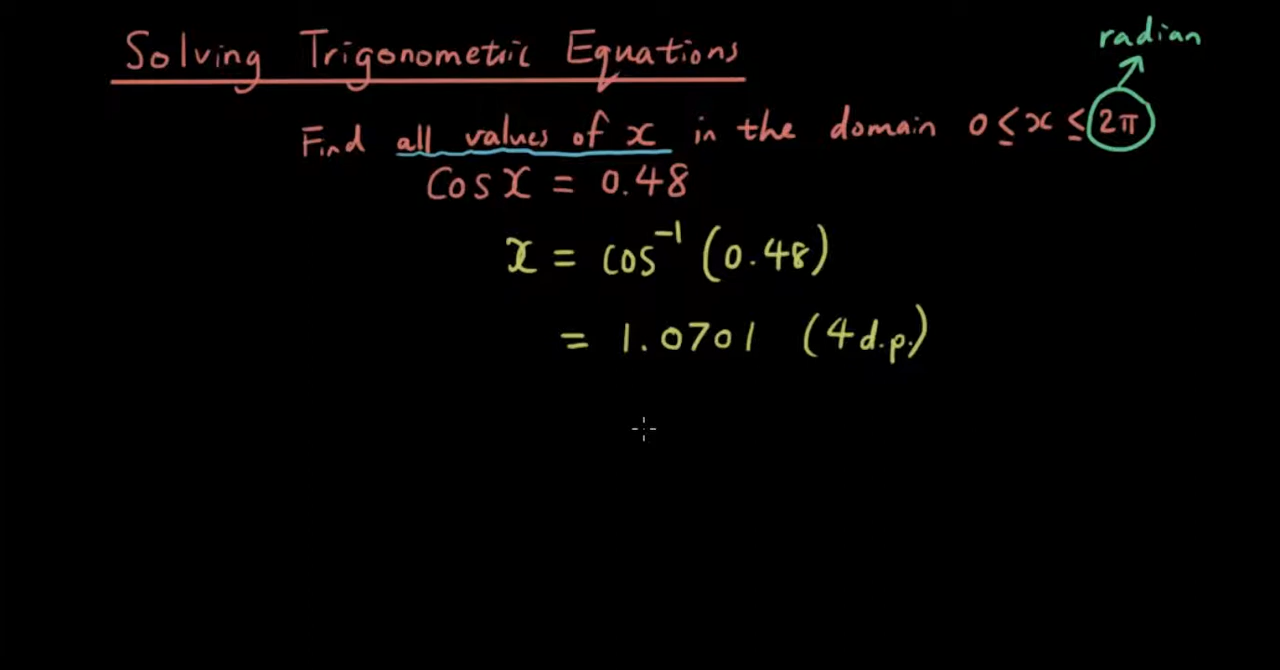 radian
Solving Trigonometric Equations
Find all values of x in the domain 0 ≤ x ≤ 2π
Cos x = 0.48
x = cos⁻¹ (0.48)
= 1.0701 (4 d.p.)